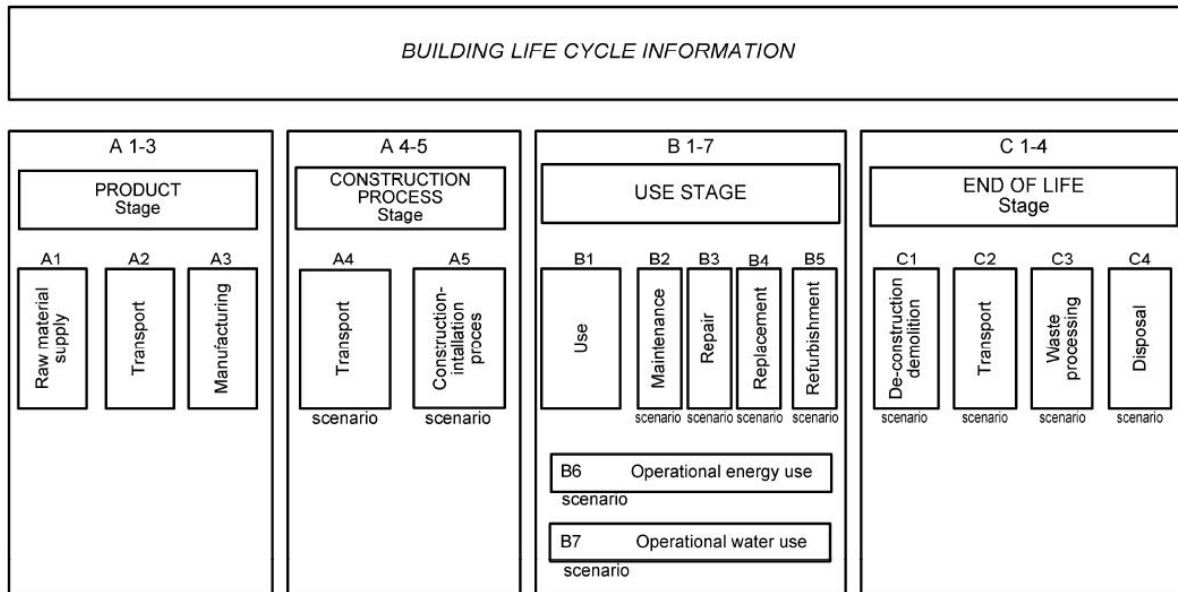 BUILDING LIFE CYCLE INFORMATION
A 1-3
PRODUCT
Stage
A1
Raw material
supply
A2
Transport
A3
Manufacturing
A 4-5
CONSTRUCTION
PROCESS
Stage
A4
Transport
scenario
A5
Construction-
intallation
proces
scenario
B 1-7
USE STAGE
B1
Use
B2
Maintenance
scenario
B3
Repair
scenario
B4
Replacement
scenario
B5
Refurbishment
scenario
B6 Operational energy use
scenario
B7 Operational water use
scenario
C 1-4
END OF LIFE
Stage
C1
De-construction
demolition
scenario
C2
Transport
scenario
C3
Waste
processing
scenario
C4
Disposal
scenario